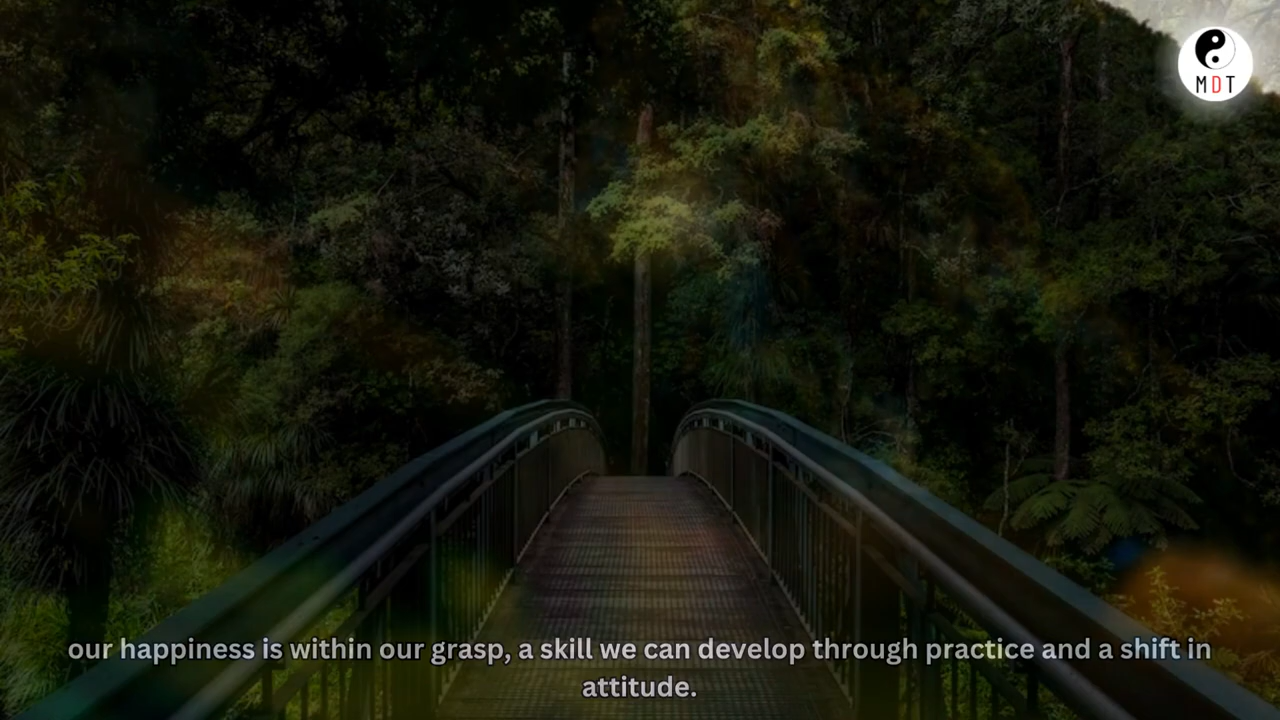 MDT
our happiness is within our grasp, a skill we can develop through practice and a shift in
attitude.